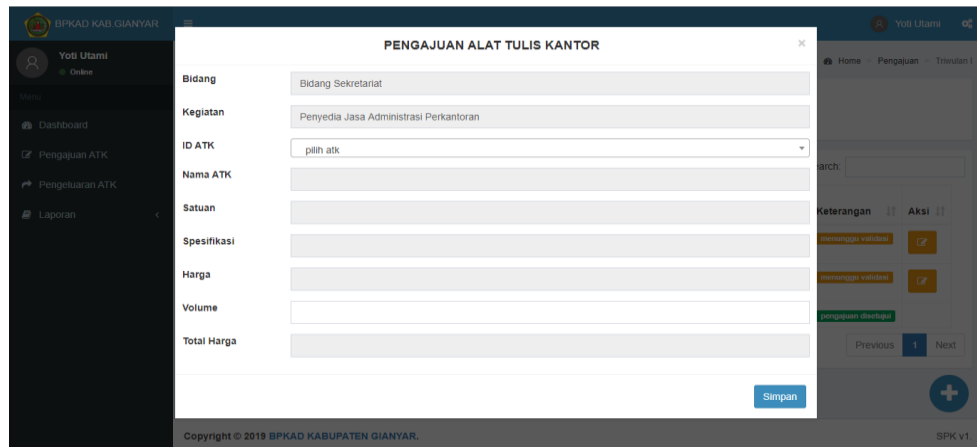 BPKAD KAB.GIANYAR
Yoti Utami
Yoti Utami
Online
Home > Pengajuan > Triwulan I
Menu
Dashboard
Pengajuan ATK
Pengeluaran ATK
Laporan
PENGAJUAN ALAT TULIS KANTOR ×
Bidang Bidang Sekretariat
Kegiatan Penyedia Jasa Administrasi Perkantoran
ID ATK pilih atk
Nama ATK
Satuan
Spesifikasi
Harga
Volume
Total Harga
Simpan
earch:
Keterangan Aksi
menunggu validasi
menunggu validasi
pengajuan disetujui
Previous 1 Next
Copyright © 2019 BPKAD KABUPATEN GIANYAR.
SPK v1.